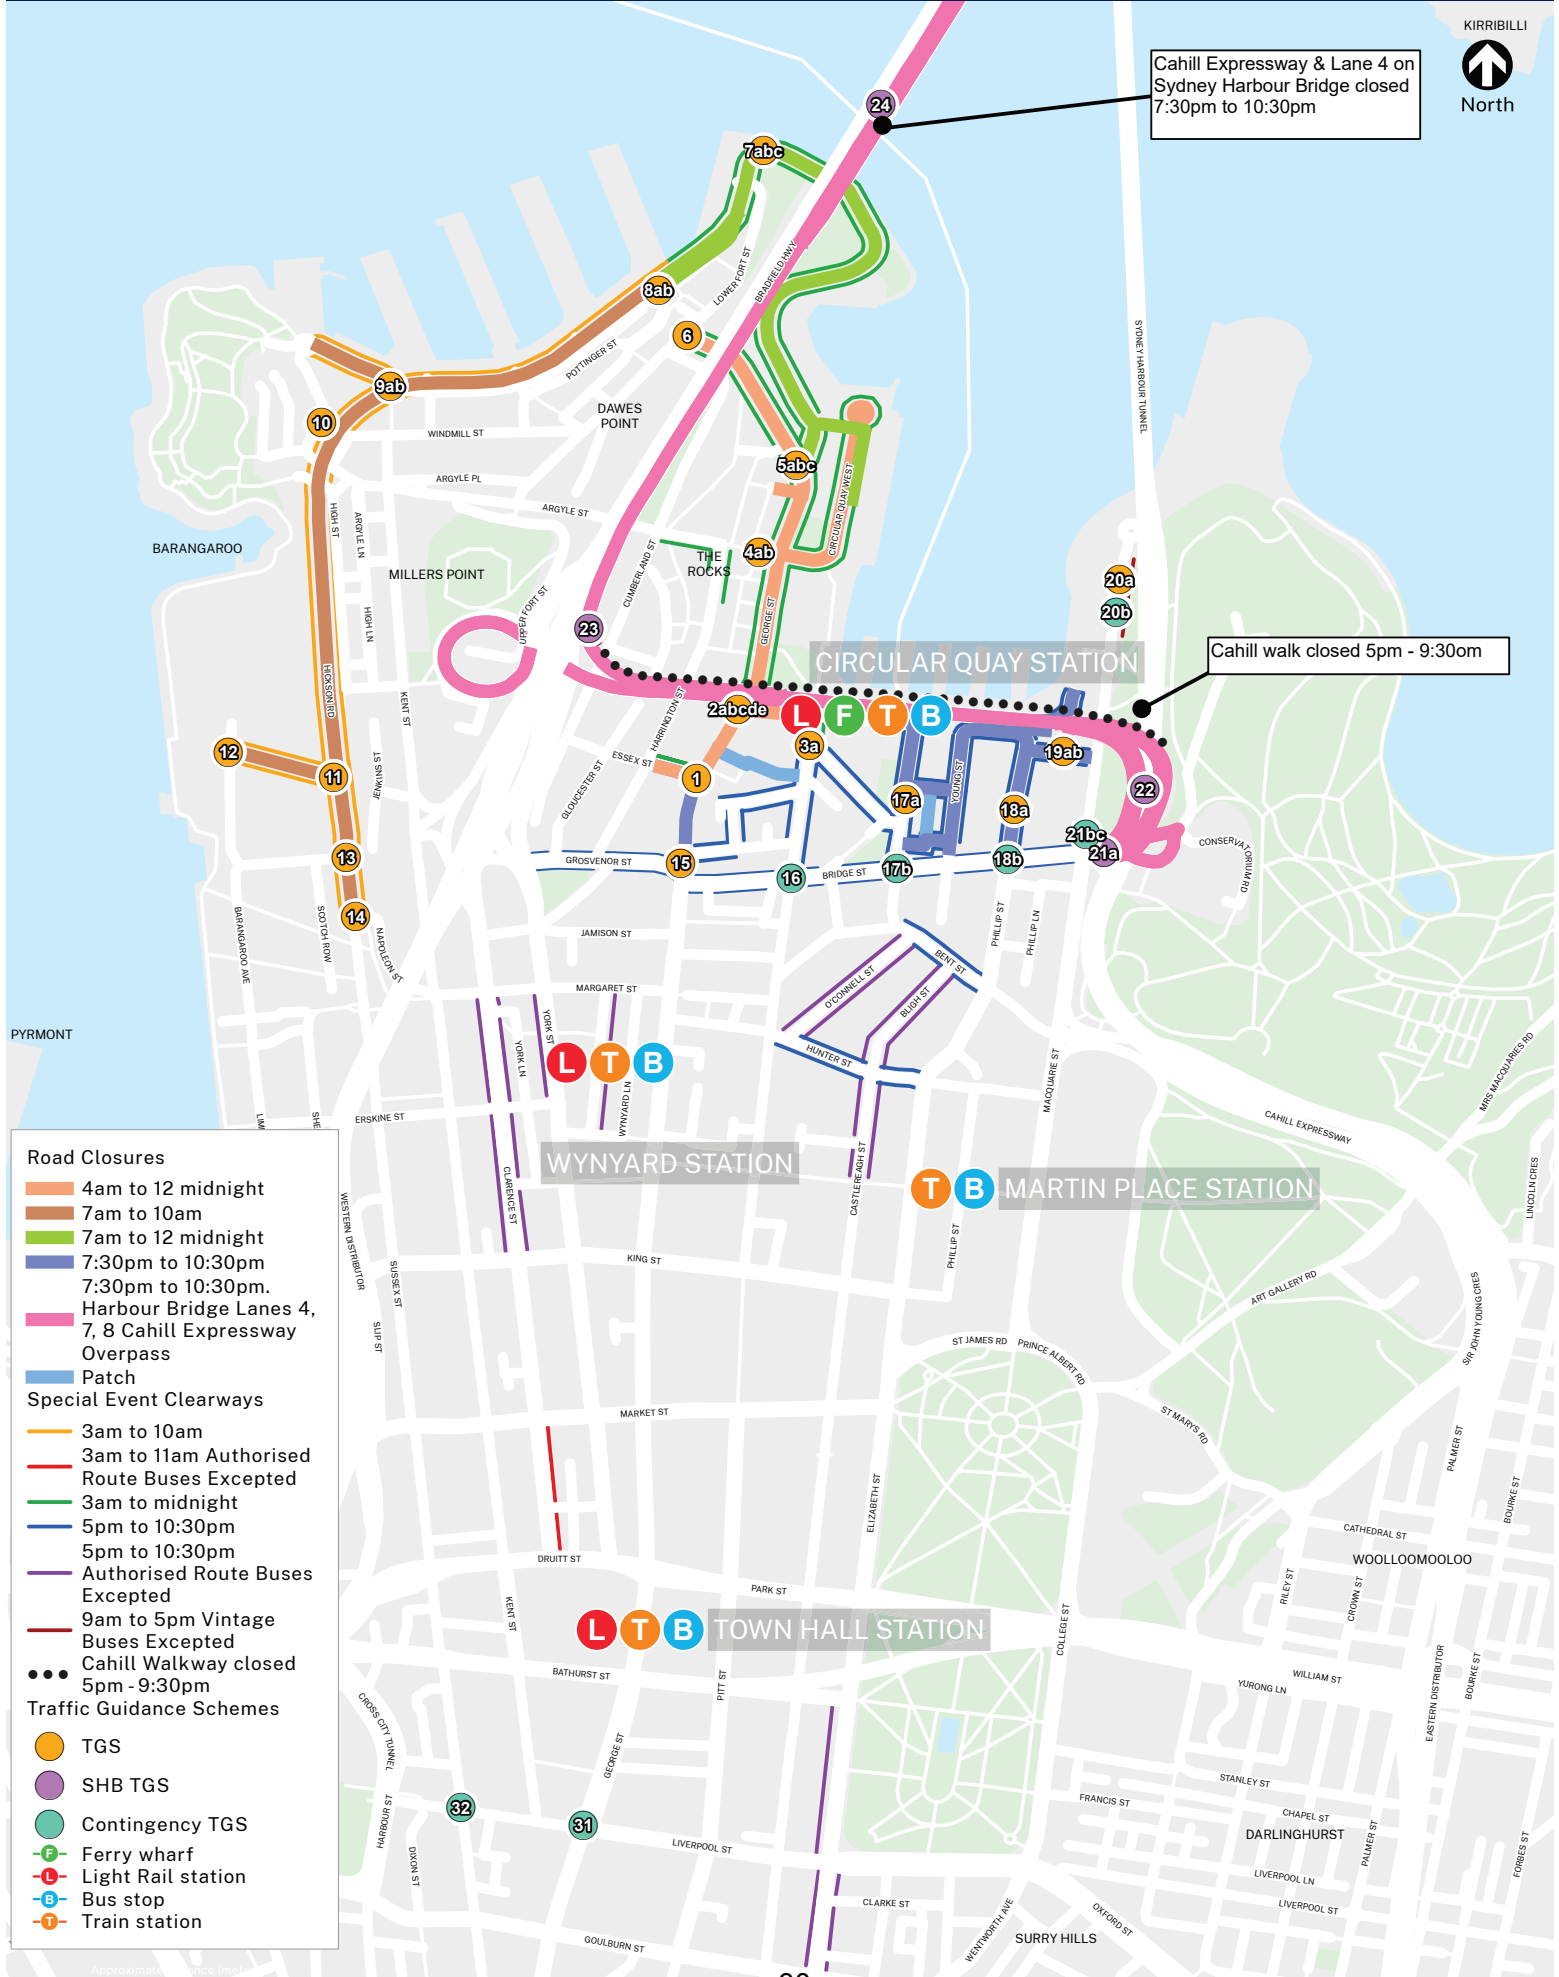 KIRRIBILLI
North
Cahill Expressway & Lane 4 on
Sydney Harbour Bridge closed
7:30pm to 10:30pm
24
7abc
LOWER FORT ST
BRADFIELD HWY
8ab
6
POTTINGER ST
SYDNEY HARBOUR TUNNEL
9ab
10
DAWES
POINT
WINDMILL ST
5abc
ARGYLE PL
ARGYLE ST
HIGH ST
ARGYLE LN
CIRCULAR QUAY WEST
BARANGAROO
MILLERS POINT
CUMBERLAND ST
THE
ROCKS
4ab
20a
20b
UPPER FORT ST
HIGH LN
GEORGE ST
23
CIRCULAR QUAY STATION
Cahill walk closed 5pm - 9:30om
HICKSON RD
KENT ST
HARRINGTON ST
2abcde
L
F
T
B
3a
19ab
12
11
JENKINS ST
ESSEX ST
GLOUCESTER ST
1
YOUNG ST
17a
18a
22
21bc
21a
CONSERVATORIUM RD
13
GROSVENOR ST
15
16
BRIDGE ST
17b
18b
14
BARANGAROO AVE
SCOTCH ROW
NAPOLEON ST
JAMISON ST
PHILLIP ST
PHILLIP LN
BENT ST
O'CONNELL ST
BLIGH ST
MARGARET ST
PYRMONT
YORK ST
YORK LN
L
T
B
WYNYARD LN
HUNTER ST
MACQUARIE ST
MRS MACQUARIES RD
ERSKINE ST
CAHILL EXPRESSWAY
WYNYARD STATION
CLARENCE ST
CASTLEREAGH ST
T
B
MARTIN PLACE STATION
LINCOLN CRES
WESTERN DISTRIBUTOR
SUSSEX ST
KING ST
PHILLIP ST
ART GALLERY RD
SIR JOHN YOUNG CRES
SLIP ST
ST JAMES RD
PRINCE ALBERT RD
MARKET ST
ST MARYS RD
PALMER ST
BOURKE ST
ELIZABETH ST
CATHEDRAL ST
WOOLLOOMOOLOO
DRUITT ST
PARK ST
KENT ST
RILEY ST
CROWN ST
L
T
B
TOWN HALL STATION
COLLEGE ST
BATHURST ST
PITT ST
WILLIAM ST
YURONG LN
EASTERN DISTRIBUTOR
BOURKE ST
CROSS CITY TUNNEL
GEORGE ST
STANLEY ST
FRANCIS ST
CHAPEL ST
DARLINGHURST
PALMER ST
FORBES ST
32
31
HARBOUR ST
DIXON ST
LIVERPOOL ST
LIVERPOOL LN
LIVERPOOL ST
CLARKE ST
WENTWORTH AVE
OXFORD ST
SURRY HILLS
GOULBURN ST
Road Closures
4am to 12 midnight
7am to 10am
7am to 12 midnight
7:30pm to 10:30pm
7:30pm to 10:30pm.
Harbour Bridge Lanes 4,
7, 8 Cahill Expressway
Overpass
Patch
Special Event Clearways
3am to 10am
3am to 11am Authorised
Route Buses Excepted
3am to midnight
5pm to 10:30pm
5pm to 10:30pm
Authorised Route Buses
Excepted
9am to 5pm Vintage
Buses Excepted
Cahill Walkway closed
5pm - 9:30pm
Traffic Guidance Schemes
TGS
SHB TGS
Contingency TGS
F Ferry wharf
L Light Rail station
B Bus stop
T Train station